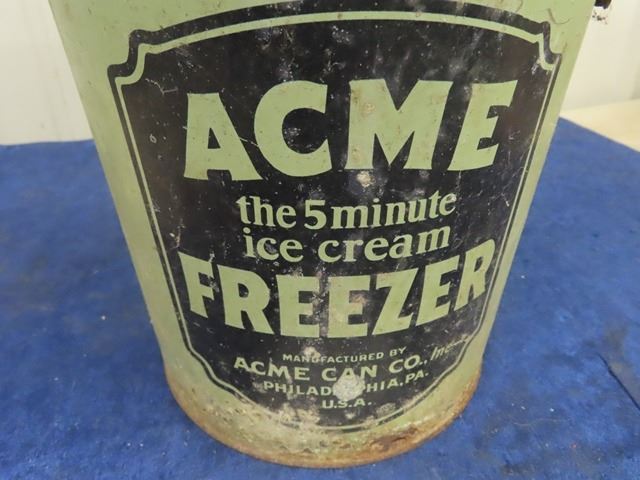 ACME
the 5 minute
ice cream
FREEZER
MANUFACTURED BY
ACME CAN CO., Inc.
PHILADELPHIA, PA.
U.S.A.